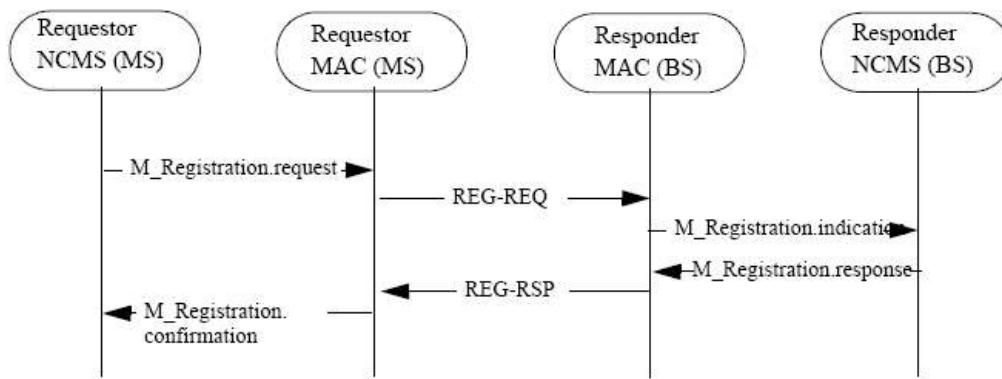 Requestor
NCMS (MS)
Requestor
MAC (MS)
Responder
MAC (BS)
Responder
NCMS (BS)
M_Registration.request
REG-REQ
M_Registration.indication
M_Registration.response
REG-RSP
M_Registration.
confirmation